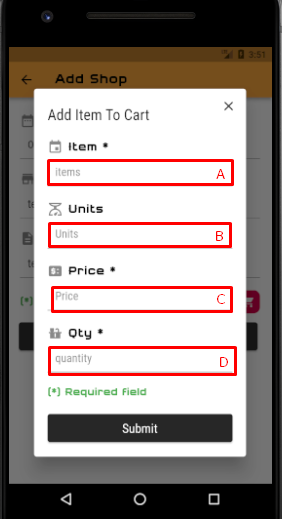 3:51
Add Shop
Add Item To Cart
Item *
items
A
Units
Units
B
Price *
Price
C
Qty *
quantity
D
(*) Required field
Submit